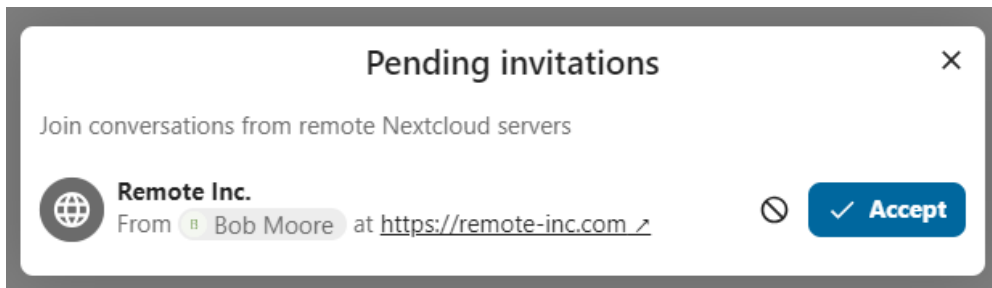 Pending invitations
Join conversations from remote Nextcloud servers
Remote Inc.
From Bob Moore at https://remote-inc.com ↗
Accept